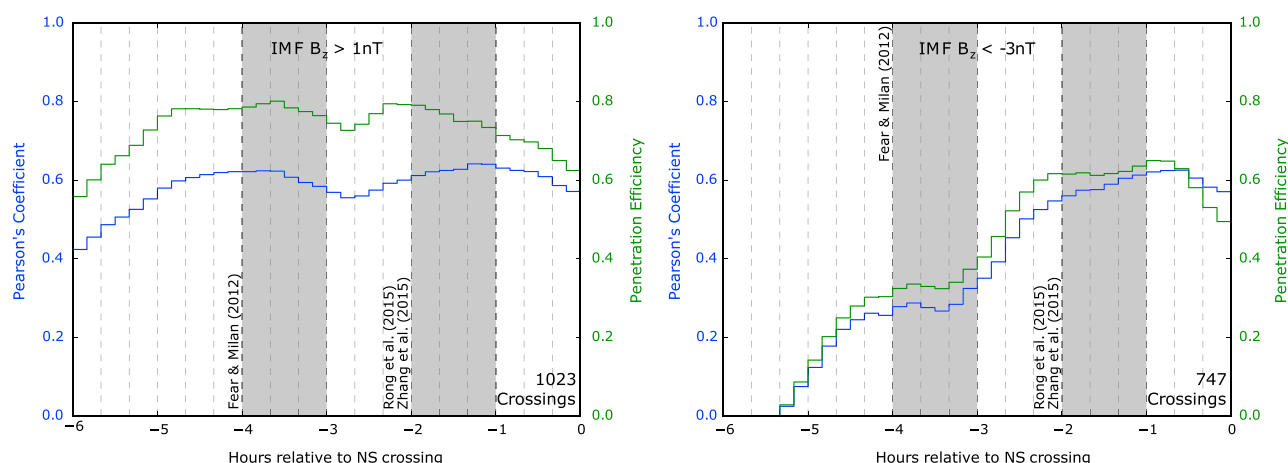 1.0
0.8
0.6
0.4
0.2
0.0
Pearson's Coefficient
IMF Bz > 1nT
Fear & Milan (2012)
Rong et al. (2015)
Zhang et al. (2015)
1023
Crossings
1.0
0.8
0.6
0.4
0.2
0.0
Penetration Efficiency
−6 −5 −4 −3 −2 −1 0
Hours relative to NS crossing
1.0
0.8
0.6
0.4
0.2
0.0
Pearson's Coefficient
IMF Bz < -3nT
Fear & Milan (2012)
Rong et al. (2015)
Zhang et al. (2015)
747
Crossings
1.0
0.8
0.6
0.4
0.2
0.0
Penetration Efficiency
−6 −5 −4 −3 −2 −1 0
Hours relative to NS crossing